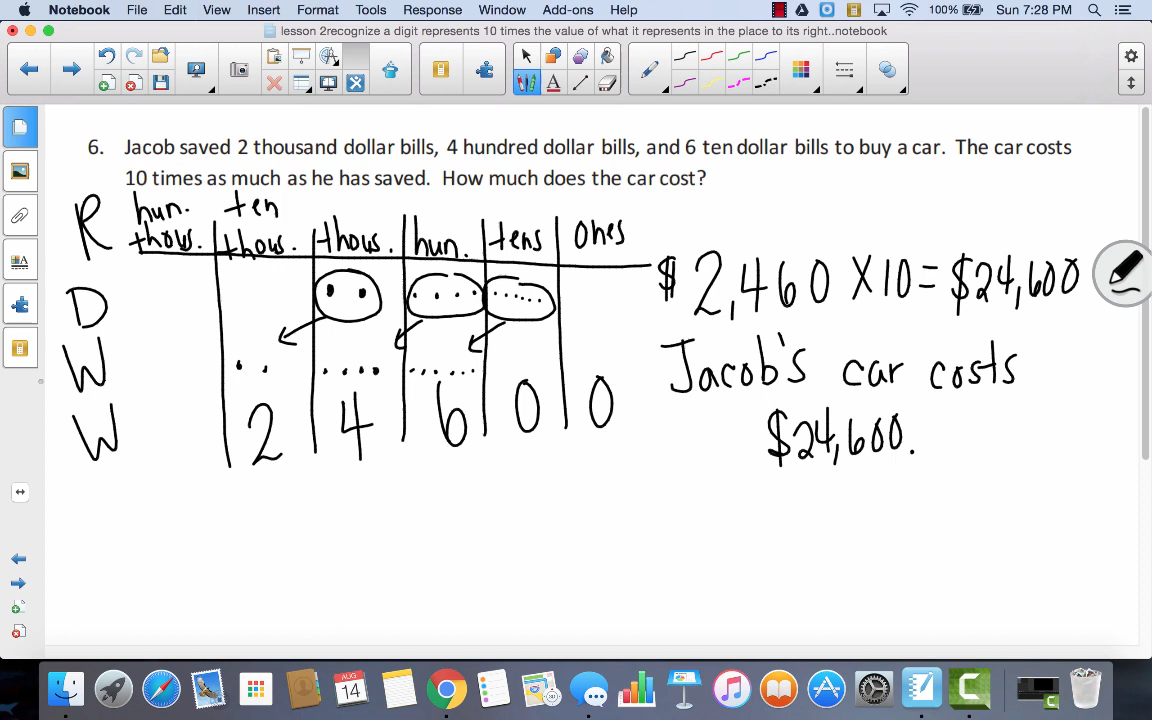 Notebook File Edit View Insert Format Tools Response Window Add-ons Help 100% Sun 7:28 PM
lesson 2recognize a digit represents 10 times the value of what it represents in the place to its right..notebook
6. Jacob saved 2 thousand dollar bills, 4 hundred dollar bills, and 6 ten dollar bills to buy a car. The car costs
10 times as much as he has saved. How much does the car cost?
R
hun. ten
thous. thous. thous. hun. tens ones
D
W
W
2 4 6 0 0
$2,460 X10 = $24,600
Jacob's car costs
$24,600.
AUG
14